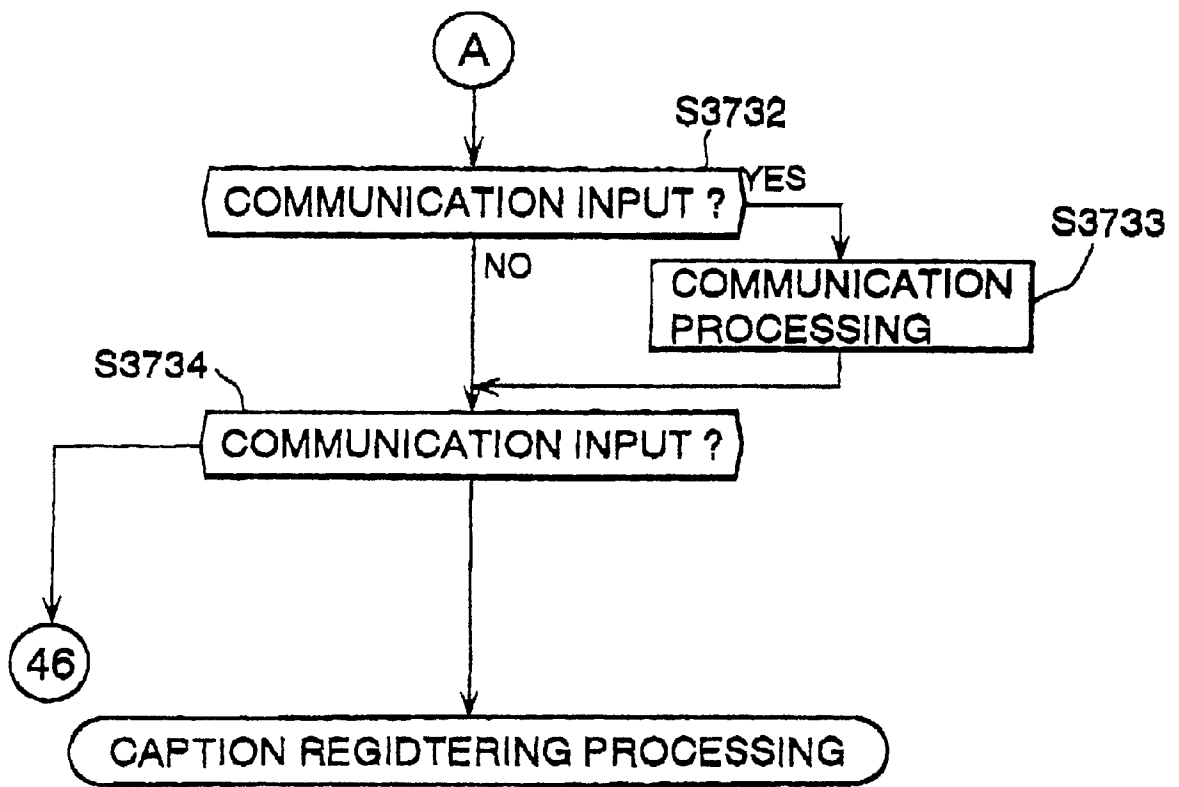 A
S3732
COMMUNICATION INPUT ?
YES
S3733
NO
COMMUNICATION
PROCESSING
S3734
COMMUNICATION INPUT ?
46
CAPTION REGIDTERING PROCESSING